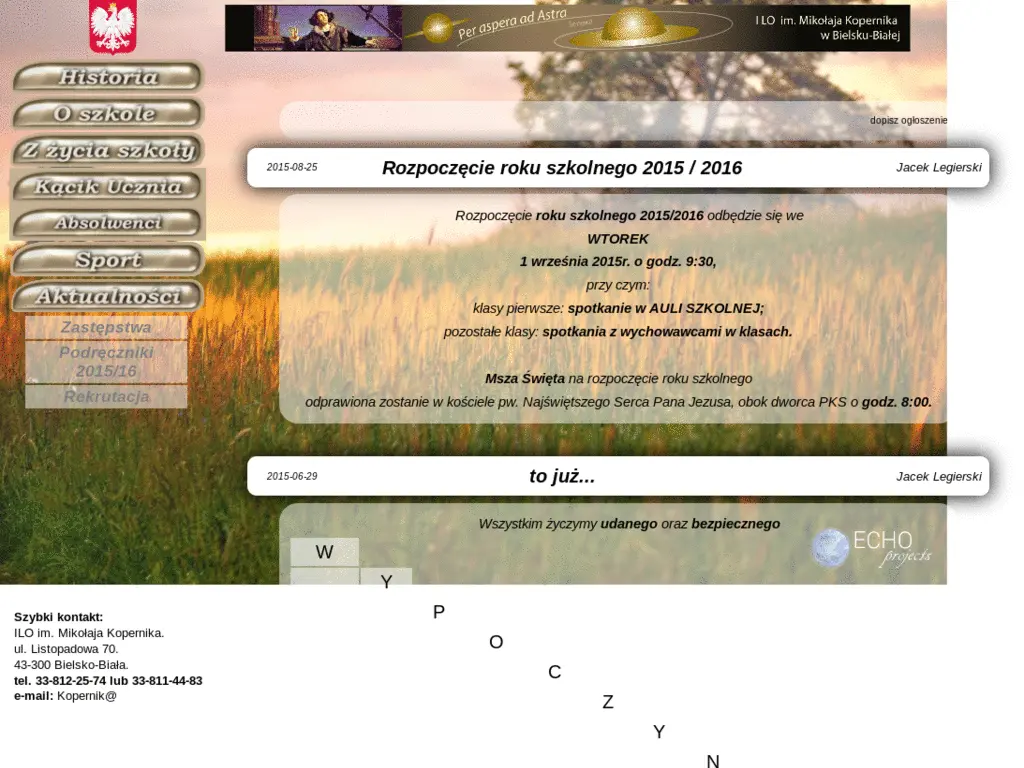 Per aspera ad Astra
I LO im. Mikołaja Kopernika
w Bielsku-Białej
Historia
O szkole
Z życia szkoły
Kącik Ucznia
Absolwenci
Sport
Aktualności
Zastępstwa
Podręczniki
2015/16
Rekrutacja
dopisz ogłoszenie
2015-08-25 Rozpoczęcie roku szkolnego 2015 / 2016 Jacek Legierski
Rozpoczęcie roku szkolnego 2015/2016 odbędzie się we
WTOREK
1 września 2015r. o godz. 9:30,
przy czym:
klasy pierwsze: spotkanie w AULI SZKOLNEJ;
pozostałe klasy: spotkania z wychowawcami w klasach.
Msza Święta na rozpoczęcie roku szkolnego
odprawiona zostanie w kościele pw. Najświętszego Serca Pana Jezusa, obok dworca PKS o godz. 8:00.
2015-06-29 to już... Jacek Legierski
Wszystkim życzymy udanego oraz bezpiecznego
W
Y
P
O
C
Z
Y
N
ECHO
projects
Szybki kontakt:
ILO im. Mikołaja Kopernika.
ul. Listopadowa 70.
43-300 Bielsko-Biała.
tel. 33-812-25-74 lub 33-811-44-83
e-mail: Kopernik@